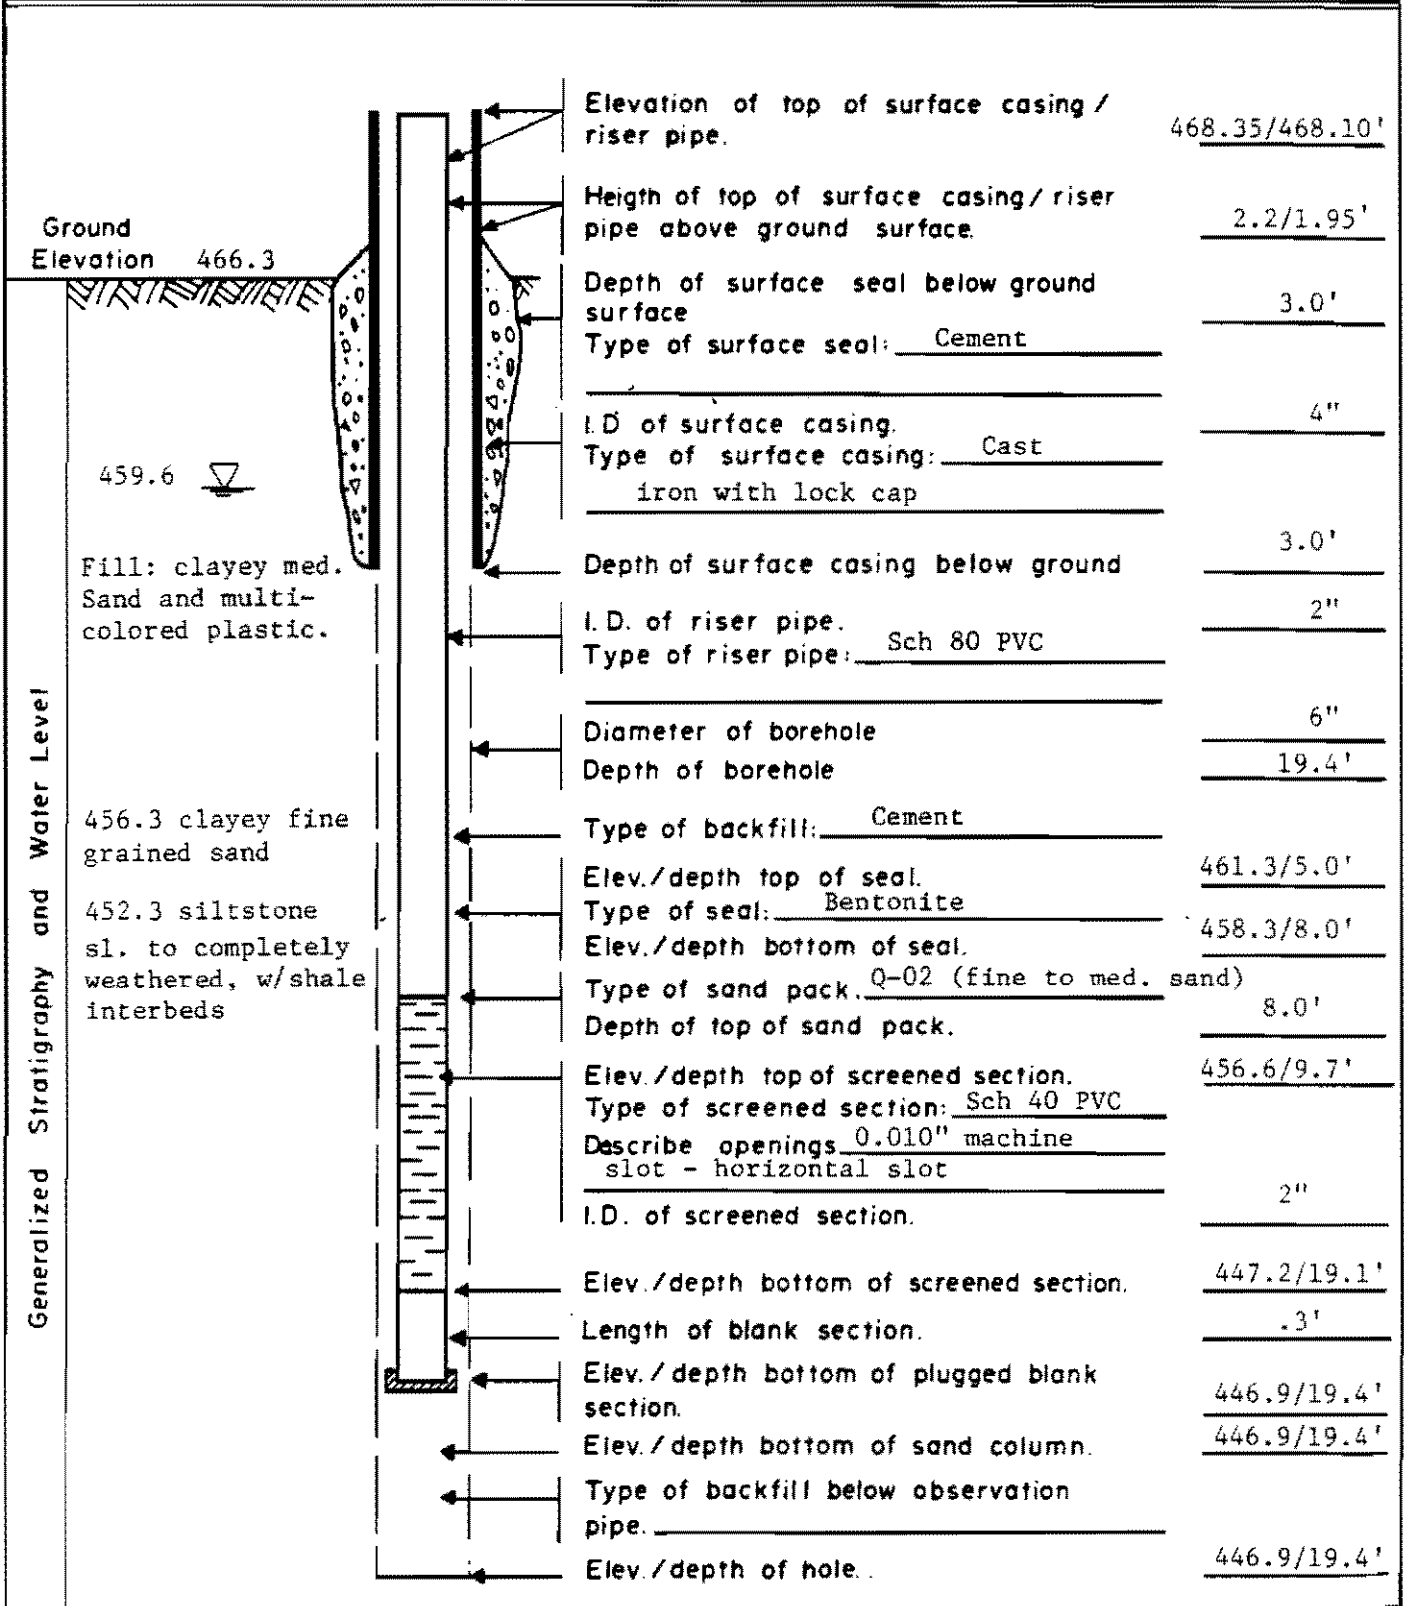 Elevation of top of surface casing /
riser pipe. 468.35/468.10'
Heigth of top of surface casing / riser
pipe above ground surface. 2.2/1.95'
Ground
Elevation 466.3
Depth of surface seal below ground
surface 3.0'
Type of surface seal: Cement
I.D of surface casing. 4"
Type of surface casing: Cast
iron with lock cap
459.6
Depth of surface casing below ground 3.0'
Fill: clayey med.
Sand and multi-
colored plastic.
I.D. of riser pipe. 2"
Type of riser pipe: Sch 80 PVC
Diameter of borehole 6"
Depth of borehole 19.4'
Generalized Stratigraphy and Water Level
456.3 clayey fine
grained sand
452.3 siltstone
sl. to completely
weathered, w/shale
interbeds
Type of backfill: Cement
Elev./depth top of seal. 461.3/5.0'
Type of seal: Bentonite
Elev./depth bottom of seal. 458.3/8.0'
Type of sand pack. Q-02 (fine to med. sand)
Depth of top of sand pack. 8.0'
Elev./depth top of screened section. 456.6/9.7'
Type of screened section: Sch 40 PVC
Describe openings 0.010" machine
slot - horizontal slot
I.D. of screened section. 2"
Elev./depth bottom of screened section. 447.2/19.1'
Length of blank section. .3'
Elev./depth bottom of plugged blank
section. 446.9/19.4'
Elev./depth bottom of sand column. 446.9/19.4'
Type of backfill below observation
pipe.
Elev./depth of hole. 446.9/19.4'